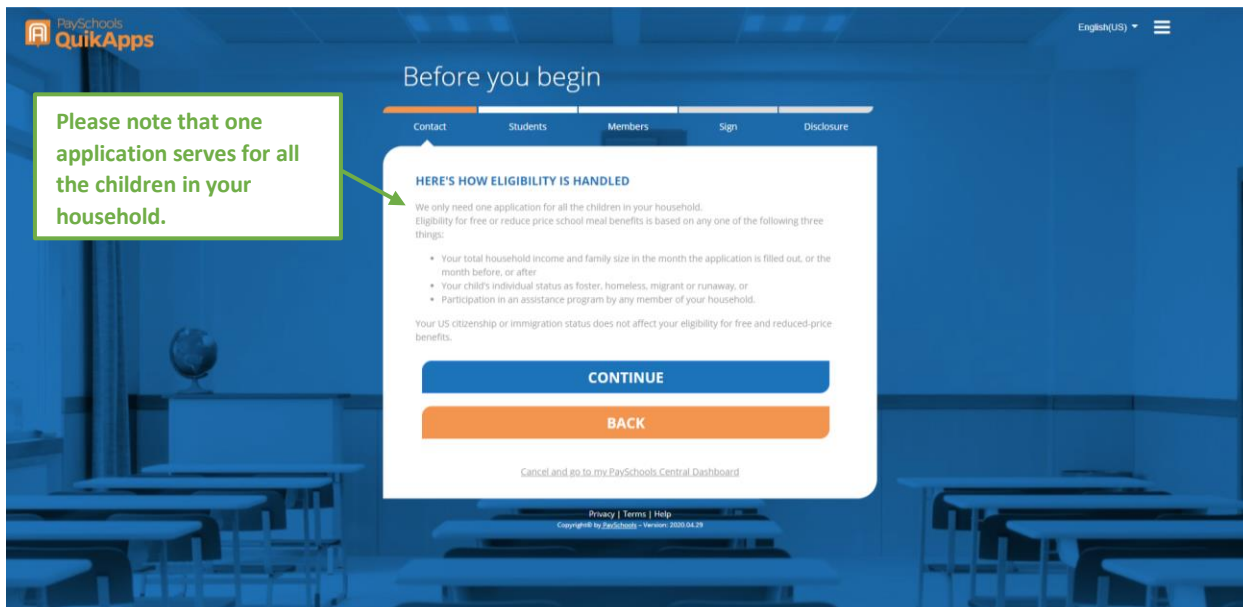 PaySchools
QuikApps
English(US)
Before you begin
Please note that one
application serves for all
the children in your
household.
Contact Students Members Sign Disclosure
HERE'S HOW ELIGIBILITY IS HANDLED
We only need one application for all the children in your household.
Eligibility for free or reduce price school meal benefits is based on any one of the following three
things:
• Your total household income and family size in the month the application is filled out, or the
month before, or after
• Your child's individual status as foster, homeless, migrant or runaway, or
• Participation in an assistance program by any member of your household.
Your US citizenship or immigration status does not affect your eligibility for free and reduced-price
benefits.
CONTINUE
BACK
Cancel and go to my PaySchools Central Dashboard
Privacy | Terms | Help
Copyright© by PaySchools - Version: 2020.04.29